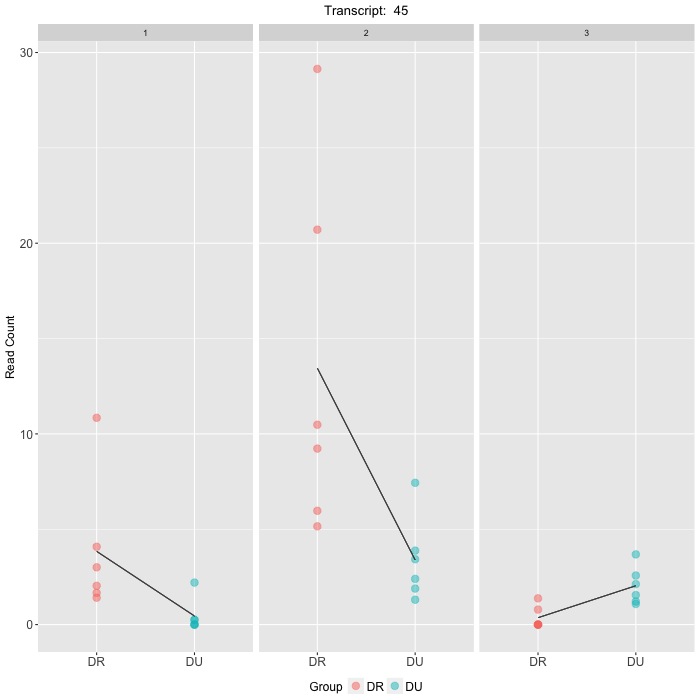 Transcript:  45
1 2 3
Read Count
30
20
10
0
DR DU DR DU DR DU
Group DR DU